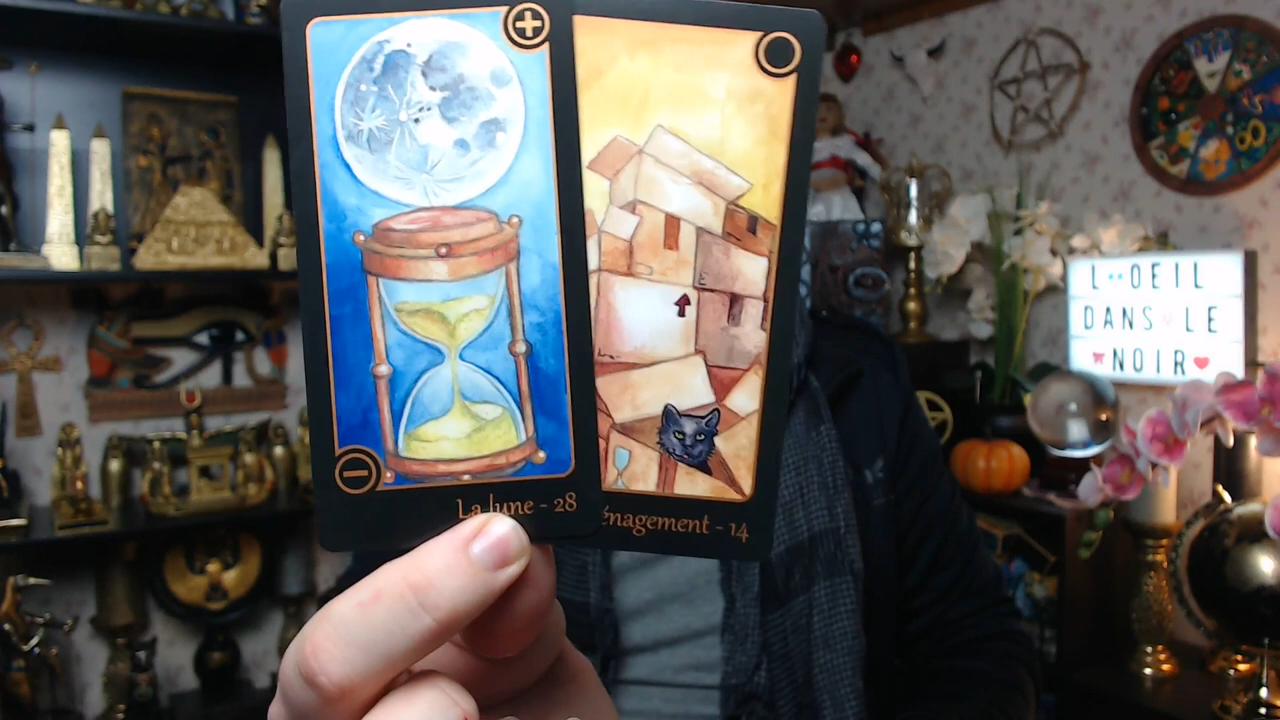 La lune - 28
énagement - 14
L'OEIL
DANS LE
NOIR